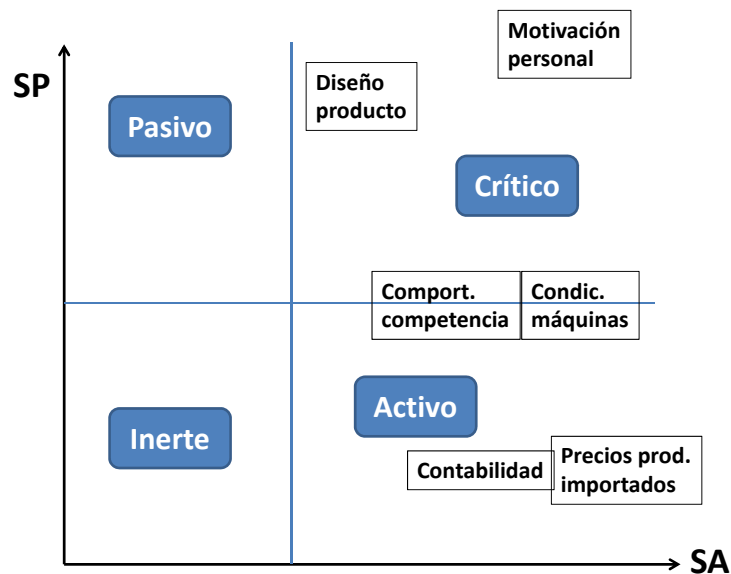 Motivación
personal
SP
Diseño
producto
Pasivo
Crítico
Comport.
competencia
Condic.
máquinas
Activo
Inerte
Contabilidad
Precios prod.
importados
SA